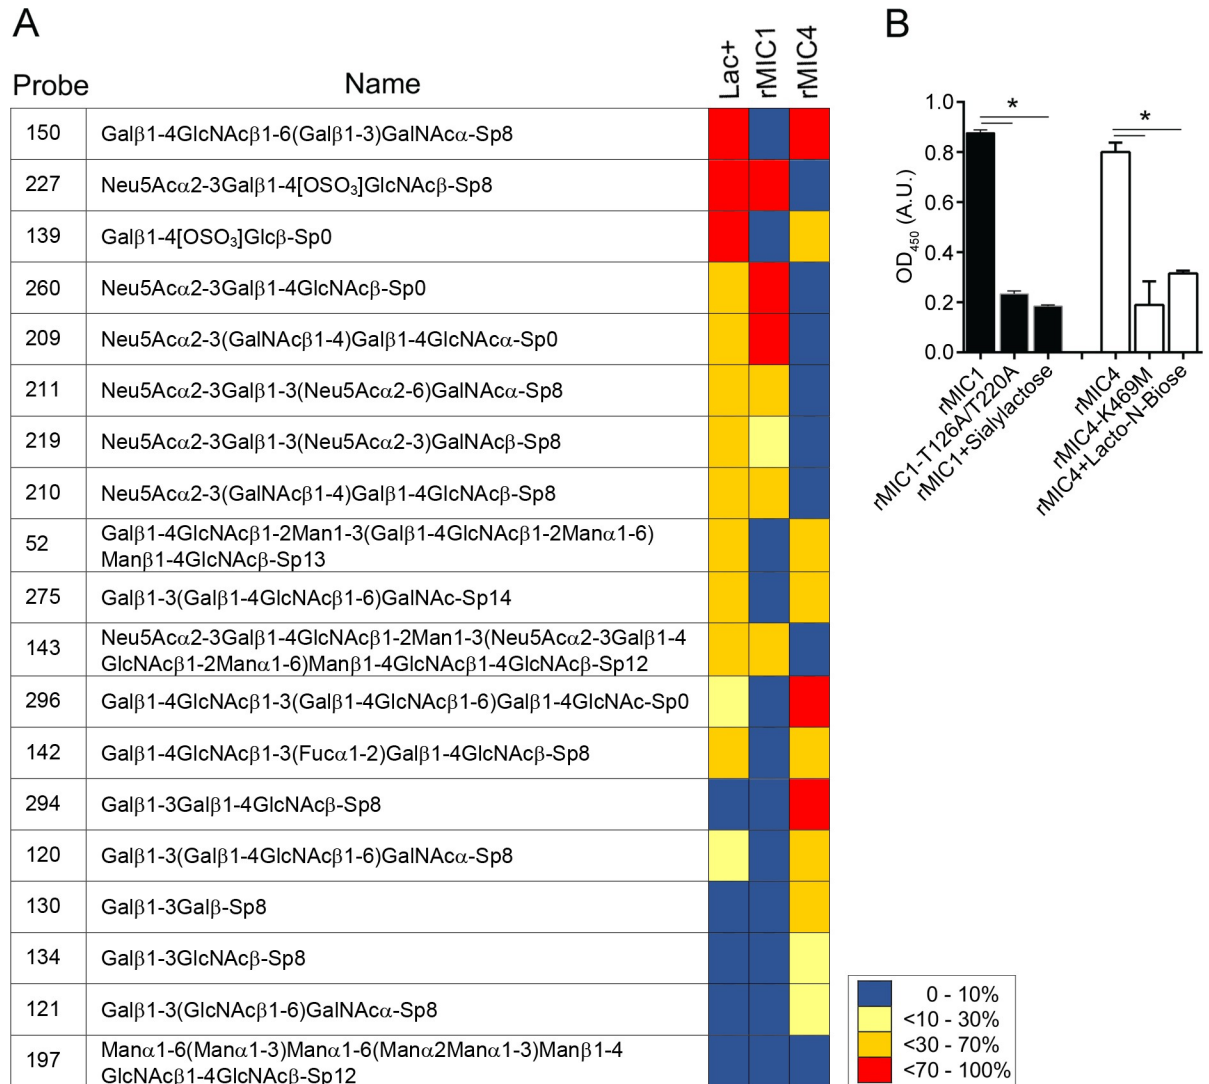 A
Probe Name Lac+ rMIC1 rMIC4
150 Galβ1-4GlcNAcβ1-6(Galβ1-3)GalNAcα-Sp8
227 Neu5Acα2-3Galβ1-4[OSO₃]GlcNAcβ-Sp8
139 Galβ1-4[OSO₃]Glcβ-Sp0
260 Neu5Acα2-3Galβ1-4GlcNAcβ-Sp0
209 Neu5Acα2-3(GalNAcβ1-4)Galβ1-4GlcNAcα-Sp0
211 Neu5Acα2-3Galβ1-3(Neu5Acα2-6)GalNAcα-Sp8
219 Neu5Acα2-3Galβ1-3(Neu5Acα2-3)GalNAcβ-Sp8
210 Neu5Acα2-3(GalNAcβ1-4)Galβ1-4GlcNAcβ-Sp8
52 Galβ1-4GlcNAcβ1-2Man1-3(Galβ1-4GlcNAcβ1-2Manα1-6)
Manβ1-4GlcNAcβ-Sp13
275 Galβ1-3(Galβ1-4GlcNAcβ1-6)GalNAc-Sp14
143 Neu5Acα2-3Galβ1-4GlcNAcβ1-2Man1-3(Neu5Acα2-3Galβ1-4
GlcNAcβ1-2Manα1-6)Manβ1-4GlcNAcβ1-4GlcNAcβ-Sp12
296 Galβ1-4GlcNAcβ1-3(Galβ1-4GlcNAcβ1-6)Galβ1-4GlcNAc-Sp0
142 Galβ1-4GlcNAcβ1-3(Fucα1-2)Galβ1-4GlcNAcβ-Sp8
294 Galβ1-3Galβ1-4GlcNAcβ-Sp8
120 Galβ1-3(Galβ1-4GlcNAcβ1-6)GalNAcα-Sp8
130 Galβ1-3Galβ-Sp8
134 Galβ1-3GlcNAcβ-Sp8
121 Galβ1-3(GlcNAcβ1-6)GalNAcα-Sp8
197 Manα1-6(Manα1-3)Manα1-6(Manα2Manα1-3)Manβ1-4
GlcNAcβ1-4GlcNAcβ-Sp12
B
OD₄₅₀ (A.U.)
1.0
0.8
0.6
0.4
0.2
0.0
*
*
rMIC1
rMIC1-T126A/T220A
rMIC1+Sialylactose
rMIC4
rMIC4-K469M
rMIC4+Lacto-N-Biose
0 - 10%
<10 - 30%
<30 - 70%
<70 - 100%